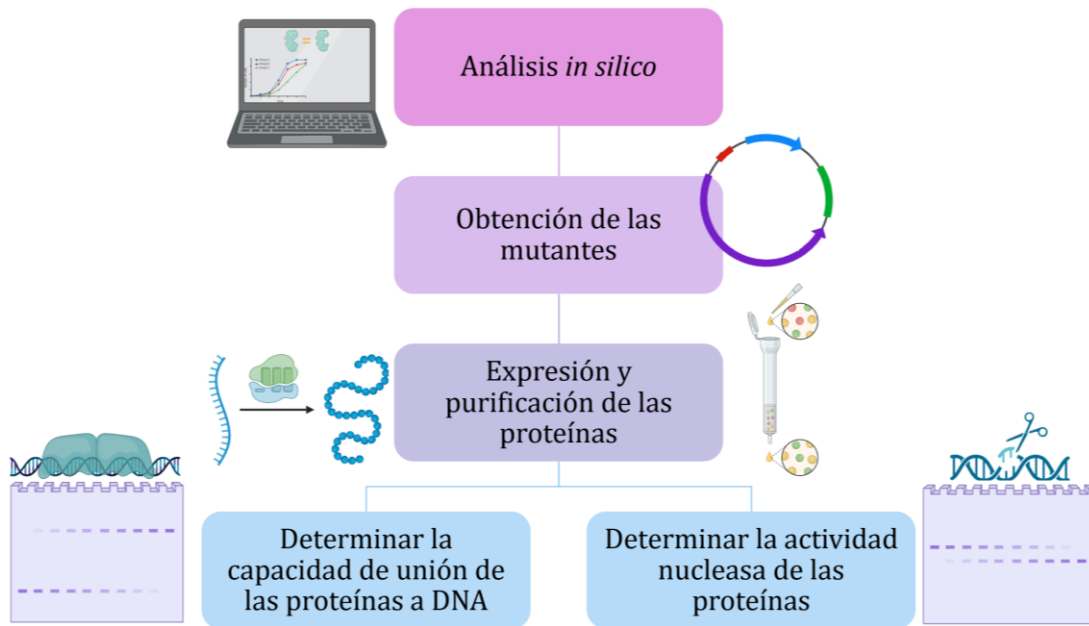 Análisis in silico
Obtención de las
mutantes
Expresión y
purificación de las
proteínas
Determinar la
capacidad de unión de
las proteínas a DNA
Determinar la actividad
nucleasa de las
proteínas